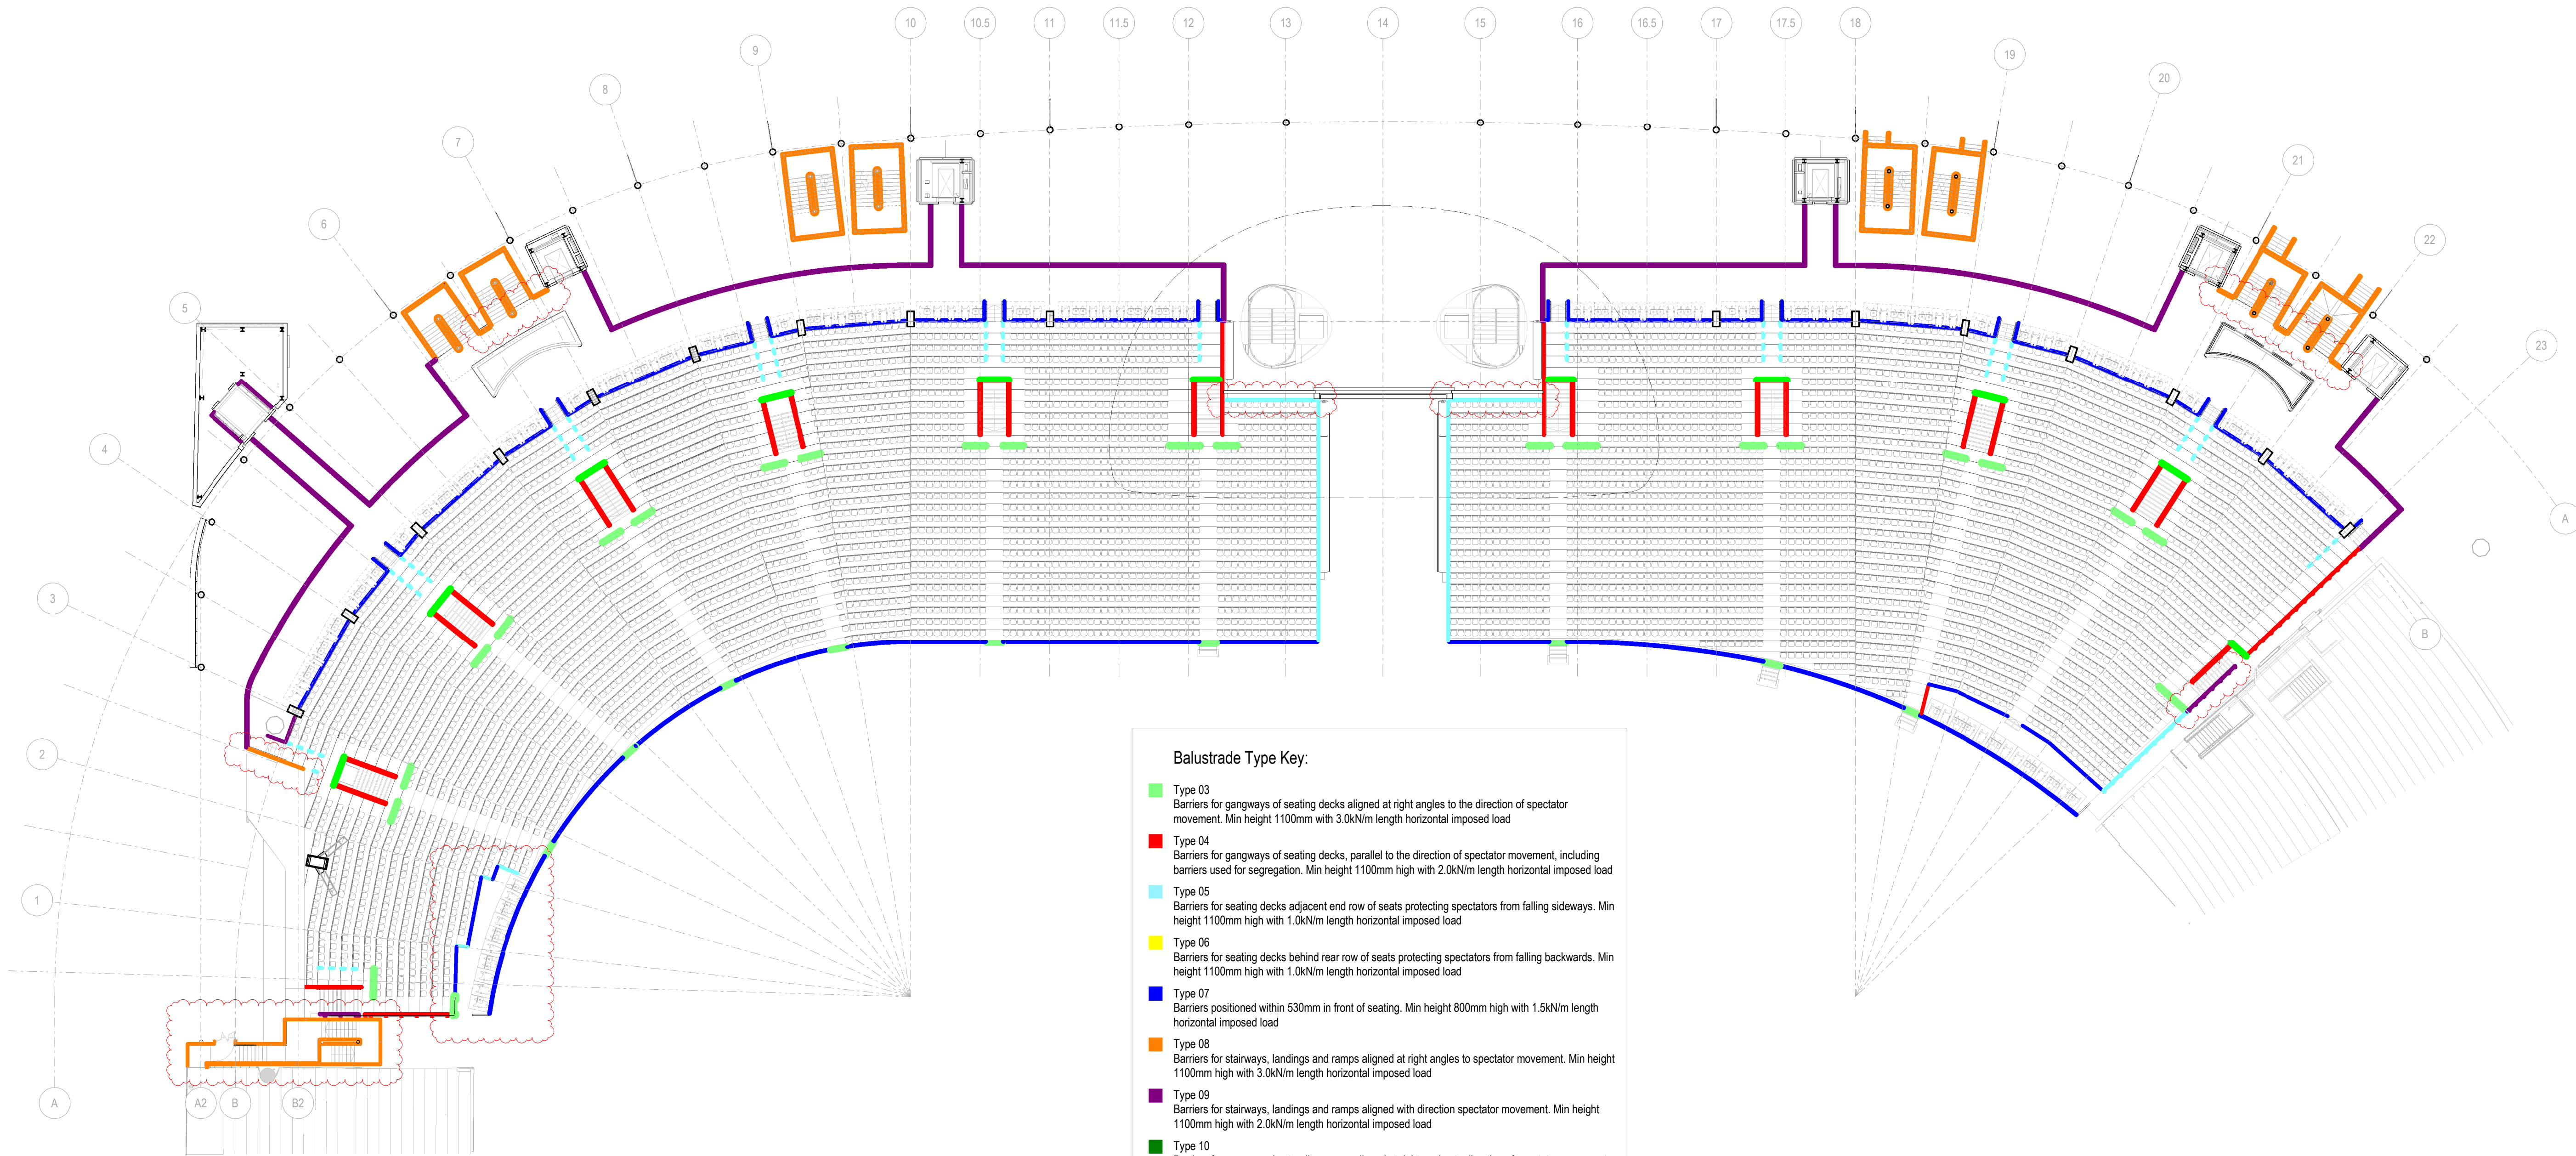 10
10.5
11
11.5
12
13
14
15
16
16.5
17
17.5
18
9
19
8
20
7
21
6
22
5
23
4
3
2
1
A
B
A
A2
B
B2
Balustrade Type Key:
Type 03
Barriers for gangways of seating decks aligned at right angles to the direction of spectator
movement. Min height 1100mm with 3.0kN/m length horizontal imposed load
Type 04
Barriers for gangways of seating decks, parallel to the direction of spectator movement, including
barriers used for segregation. Min height 1100mm high with 2.0kN/m length horizontal imposed load
Type 05
Barriers for seating decks adjacent end row of seats protecting spectators from falling sideways. Min
height 1100mm high with 1.0kN/m length horizontal imposed load
Type 06
Barriers for seating decks behind rear row of seats protecting spectators from falling backwards. Min
height 1100mm high with 1.0kN/m length horizontal imposed load
Type 07
Barriers positioned within 530mm in front of seating. Min height 800mm high with 1.5kN/m length
horizontal imposed load
Type 08
Barriers for stairways, landings and ramps aligned at right angles to spectator movement. Min height
1100mm high with 3.0kN/m length horizontal imposed load
Type 09
Barriers for stairways, landings and ramps aligned with direction spectator movement. Min height
1100mm high with 2.0kN/m length horizontal imposed load
Type 10